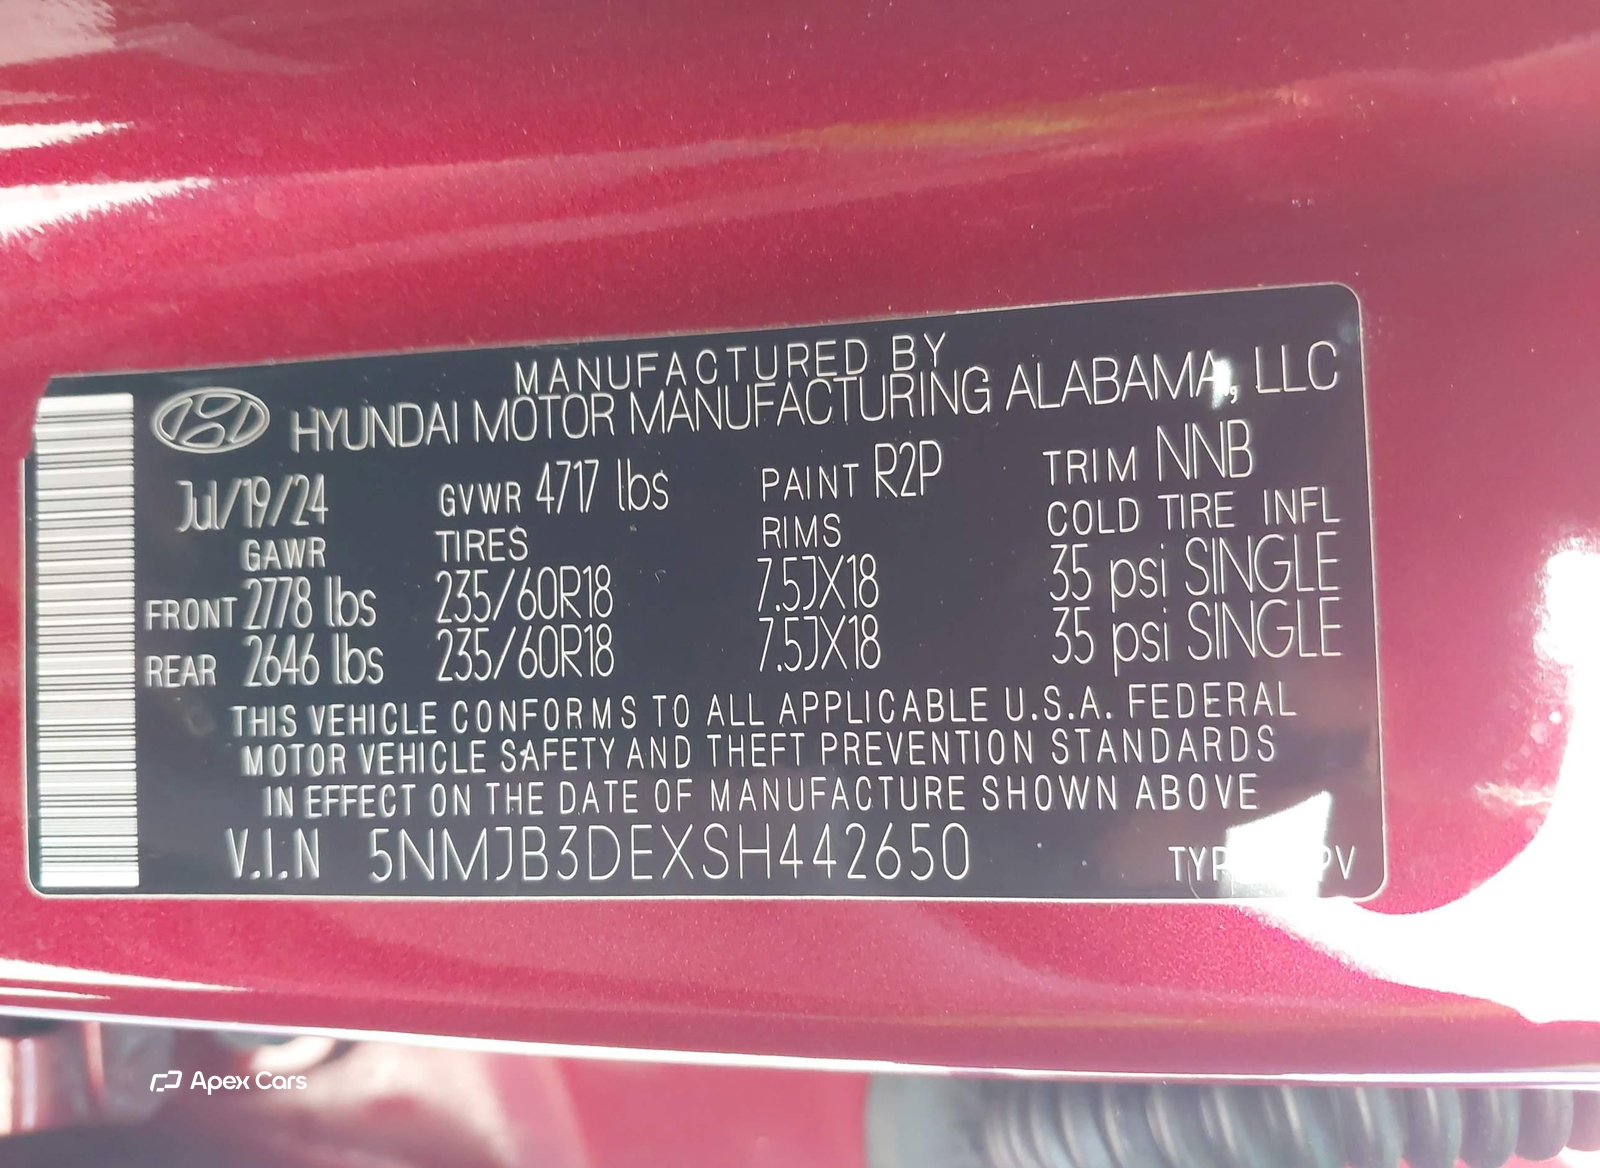 MANUFACTURED BY
HYUNDAI MOTOR MANUFACTURING ALABAMA, LLC
Jul/19/24 GVWR 4717 lbs PAINT R2P TRIM NNB
GAWR TIRES RIMS COLD TIRE INFL
FRONT 2778 lbs 235/60R18 7.5JX18 35 psi SINGLE
REAR 2646 lbs 235/60R18 7.5JX18 35 psi SINGLE
THIS VEHICLE CONFORMS TO ALL APPLICABLE U.S.A. FEDERAL
MOTOR VEHICLE SAFETY AND THEFT PREVENTION STANDARDS
IN EFFECT ON THE DATE OF MANUFACTURE SHOWN ABOVE
V.I.N 5NMJB3DEXSH442650
Apex Cars